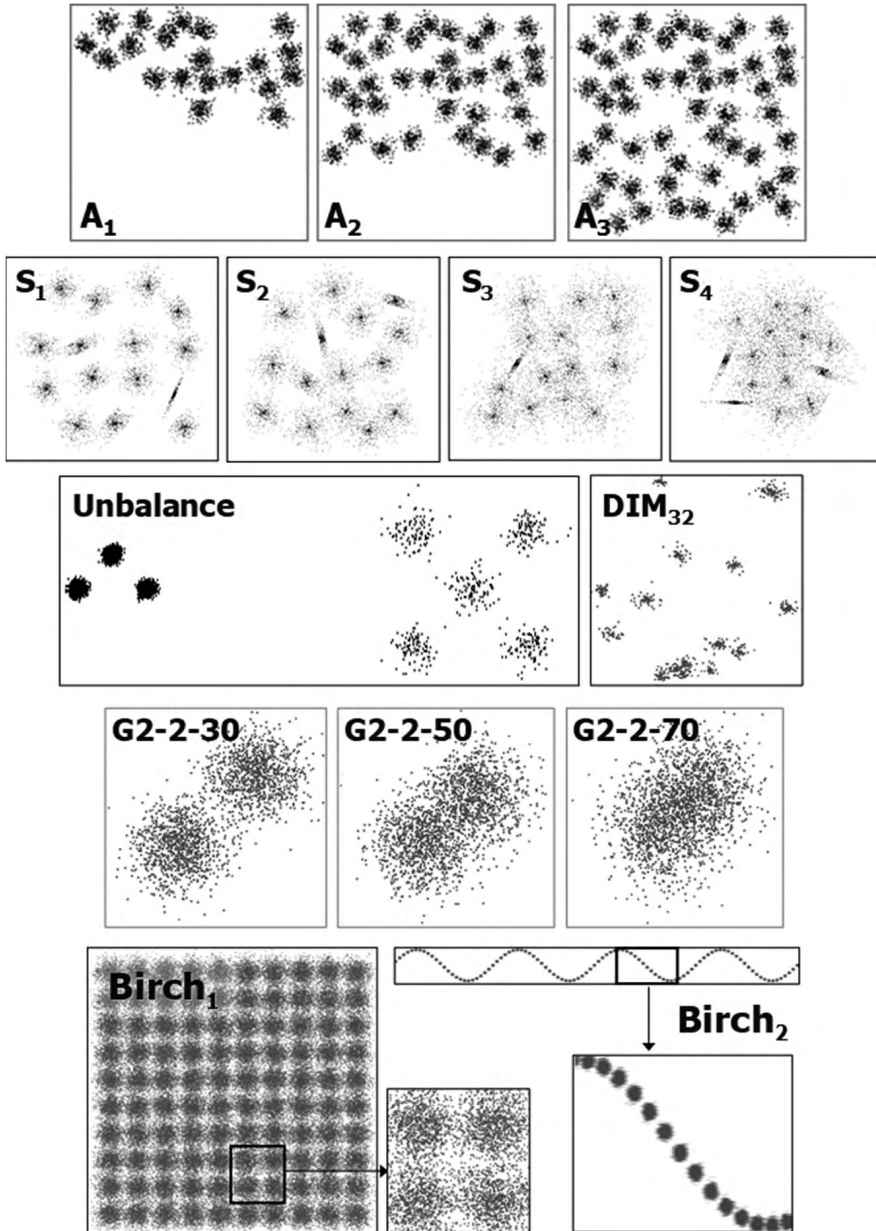 A₁
A₂
A₃
S₁
S₂
S₃
S₄
Unbalance
DIM₃₂
G2-2-30
G2-2-50
G2-2-70
Birch₁
Birch₂